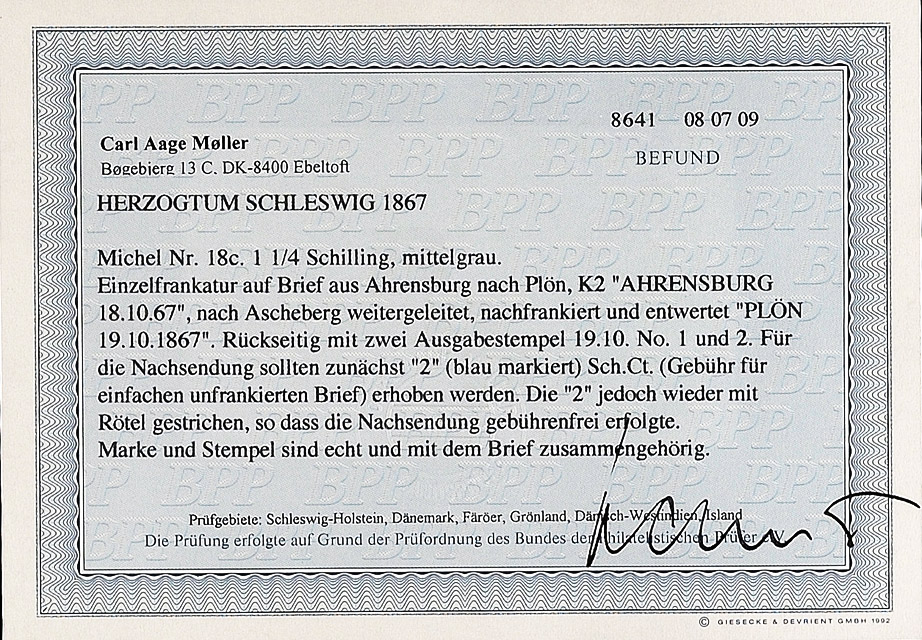 8641 08 07 09
Carl Aage Møller
BEFUND
Bøgebjerg 13 C. DK-8400 Ebeltoft
HERZOGTUM SCHLESWIG 1867
Michel Nr. 18c. 1 1/4 Schilling, mittelgrau.
Einzelfrankatur auf Brief aus Ahrensburg nach Plön, K2 "AHRENSBURG
18.10.67", nach Ascheberg weitergeleitet, nachfrankiert und entwertet "PLÖN
19.10.1867". Rückseitig mit zwei Ausgabestempel 19.10. No. 1 und 2. Für
die Nachsendung sollten zunächst "2" (blau markiert) Sch.Ct. (Gebühr für
einfachen unfrankierten Brief) erhoben werden. Die "2" jedoch wieder mit
Rötel gestrichen, so dass die Nachsendung gebührenfrei erfolgte.
Marke und Stempel sind echt und mit dem Brief zusammengehörig.
Prüfgebiete: Schleswig-Holstein, Dänemark, Färöer, Grönland, Dänisch-Westindien, Island
Die Prüfung erfolgte auf Grund der Prüfordnung des Bundes der Philatelistischen Prüfer e.V.
© GIESECKE & DEVRIENT GMBH 1992